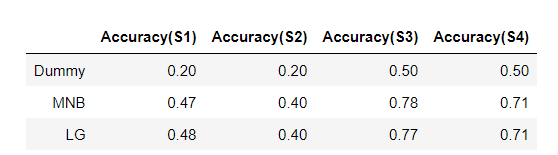 Accuracy(S1) Accuracy(S2) Accuracy(S3) Accuracy(S4)
Dummy 0.20 0.20 0.50 0.50
MNB 0.47 0.40 0.78 0.71
LG 0.48 0.40 0.77 0.71